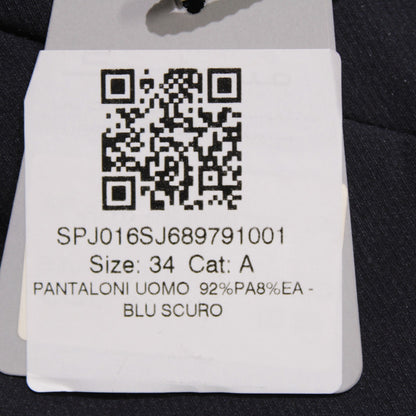 SPJ016SJ689791001
Size: 34 Cat: A
PANTALONI UOMO 92%PA8%EA -
BLU SCURO